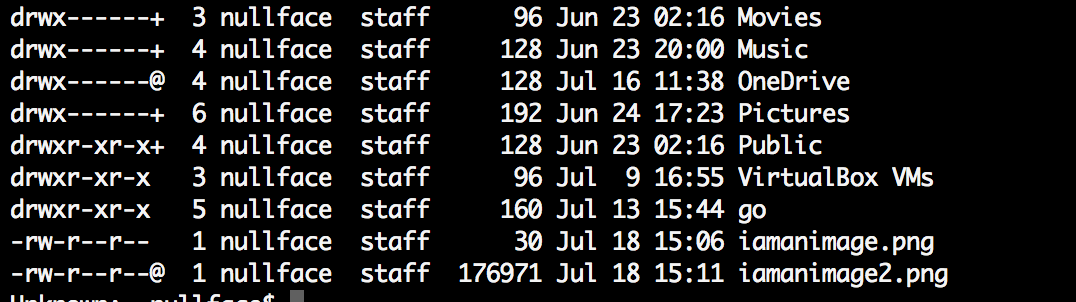 drwx------+  3 nullface  staff      96 Jun 23 02:16 Movies
drwx------+  4 nullface  staff     128 Jun 23 20:00 Music
drwx------@  4 nullface  staff     128 Jul 16 11:38 OneDrive
drwx------+  6 nullface  staff     192 Jun 24 17:23 Pictures
drwxr-xr-x+  4 nullface  staff     128 Jun 23 02:16 Public
drwxr-xr-x   3 nullface  staff      96 Jul  9 16:55 VirtualBox VMs
drwxr-xr-x   5 nullface  staff     160 Jul 13 15:44 go
-rw-r--r--   1 nullface  staff      30 Jul 18 15:06 iamanimage.png
-rw-r--r--@  1 nullface  staff  176971 Jul 18 15:11 iamanimage2.png
Unknown:~ nullface$